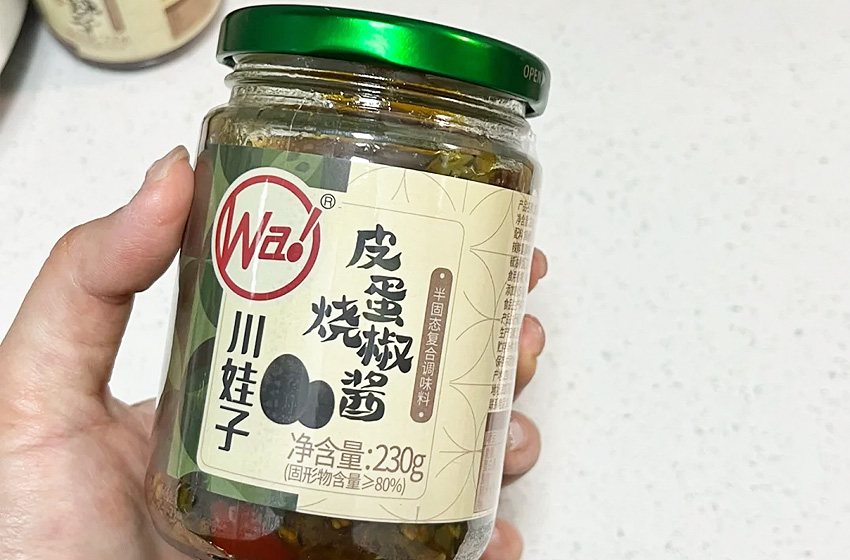 OPEN
Wa!
®
川娃子
皮蛋
烧椒
酱
半固态复合调味料
净含量:230g
(固形物含量≥80%)